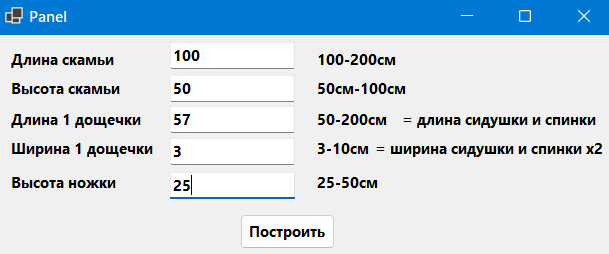 Panel
Длина скамьи 100 100-200см
Высота скамьи 50 50см-100см
Длина 1 дощечки 57 50-200см = длина сидушки и спинки
Ширина 1 дощечки 3 3-10см = ширина сидушки и спинки x2
Высота ножки 25 25-50см
Построить